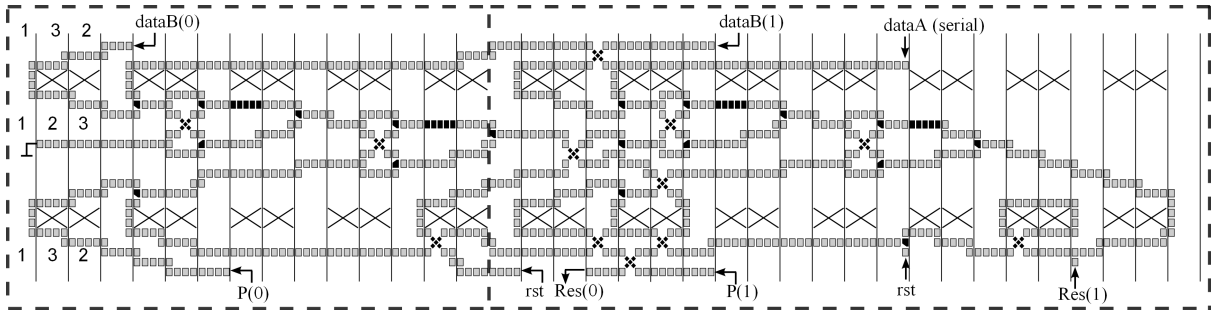 dataB(0)
dataB(1)
dataA (serial)
1 3 2
1 2 3
1 3 2
P(0)
rst
Res(0)
P(1)
rst
Res(1)